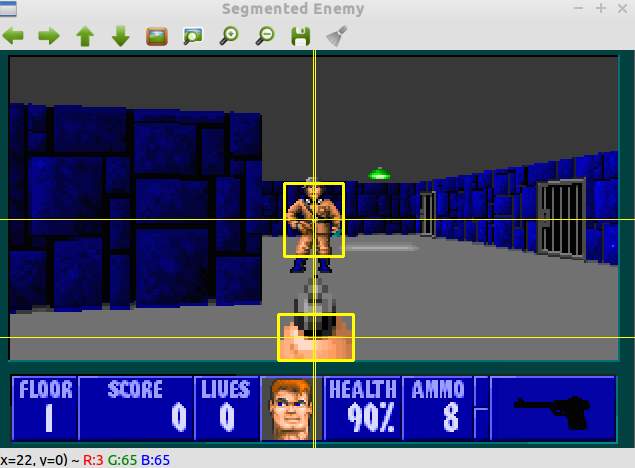 Segmented Enemy
FLOOR SCORE LIVES HEALTH AMMO
1 0 0 90% 8
x=22, y=0) ~ R:3 G:65 B:65